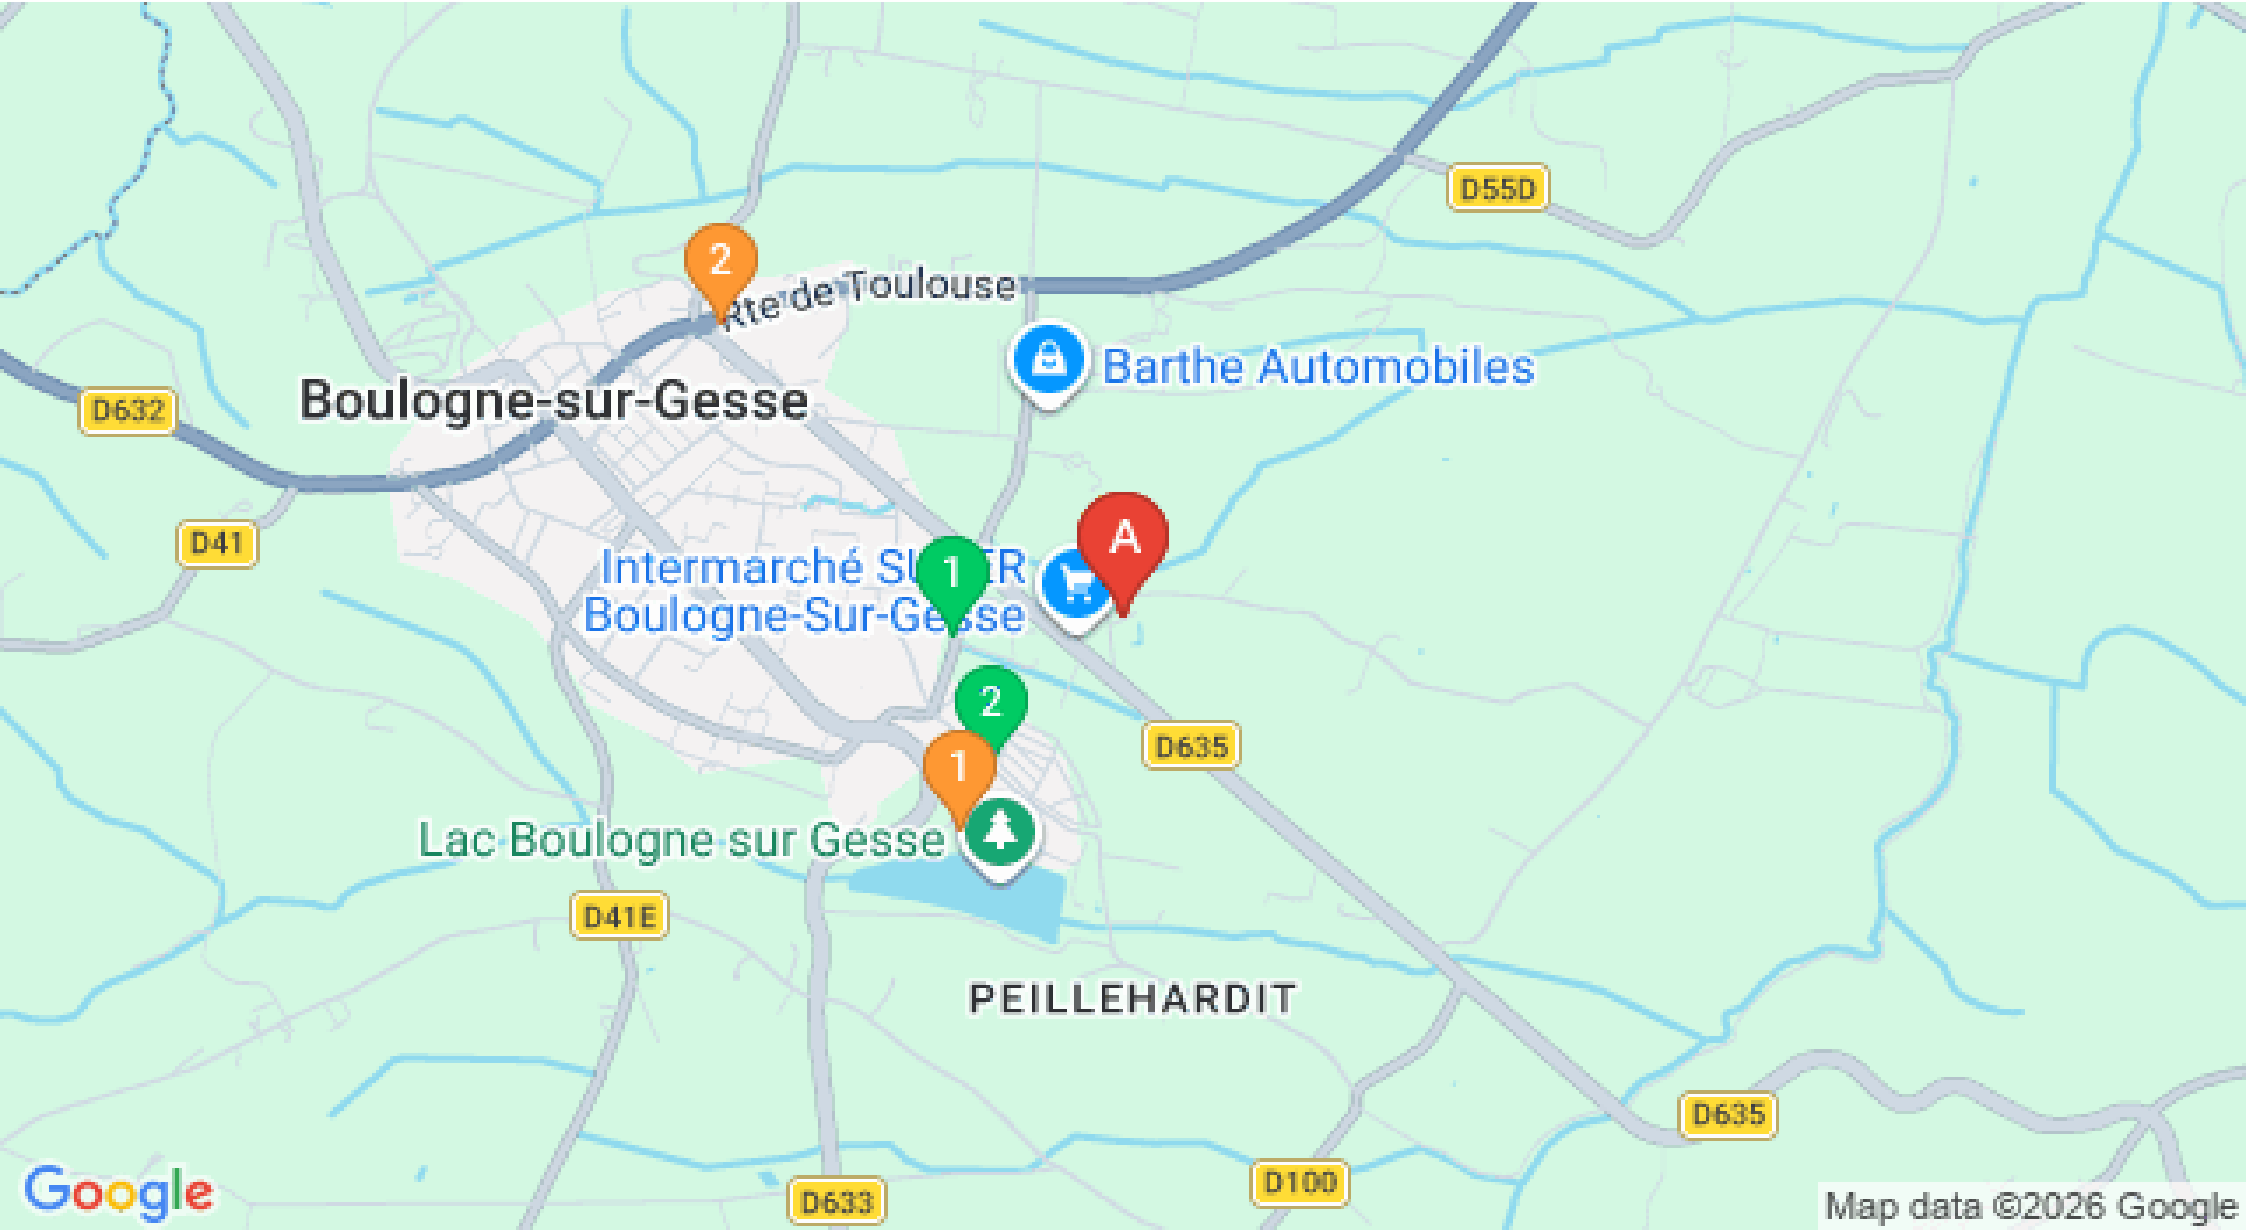 D55D
2
Rte de Toulouse
Barthe Automobiles
Boulogne-sur-Gesse
D632
D41
A
Intermarché SUPER
Boulogne-Sur-Gesse
1
2
D635
1
Lac Boulogne sur Gesse
D41E
PEILLEHARDIT
D635
D100
D633
Google
Map data ©2026 Google